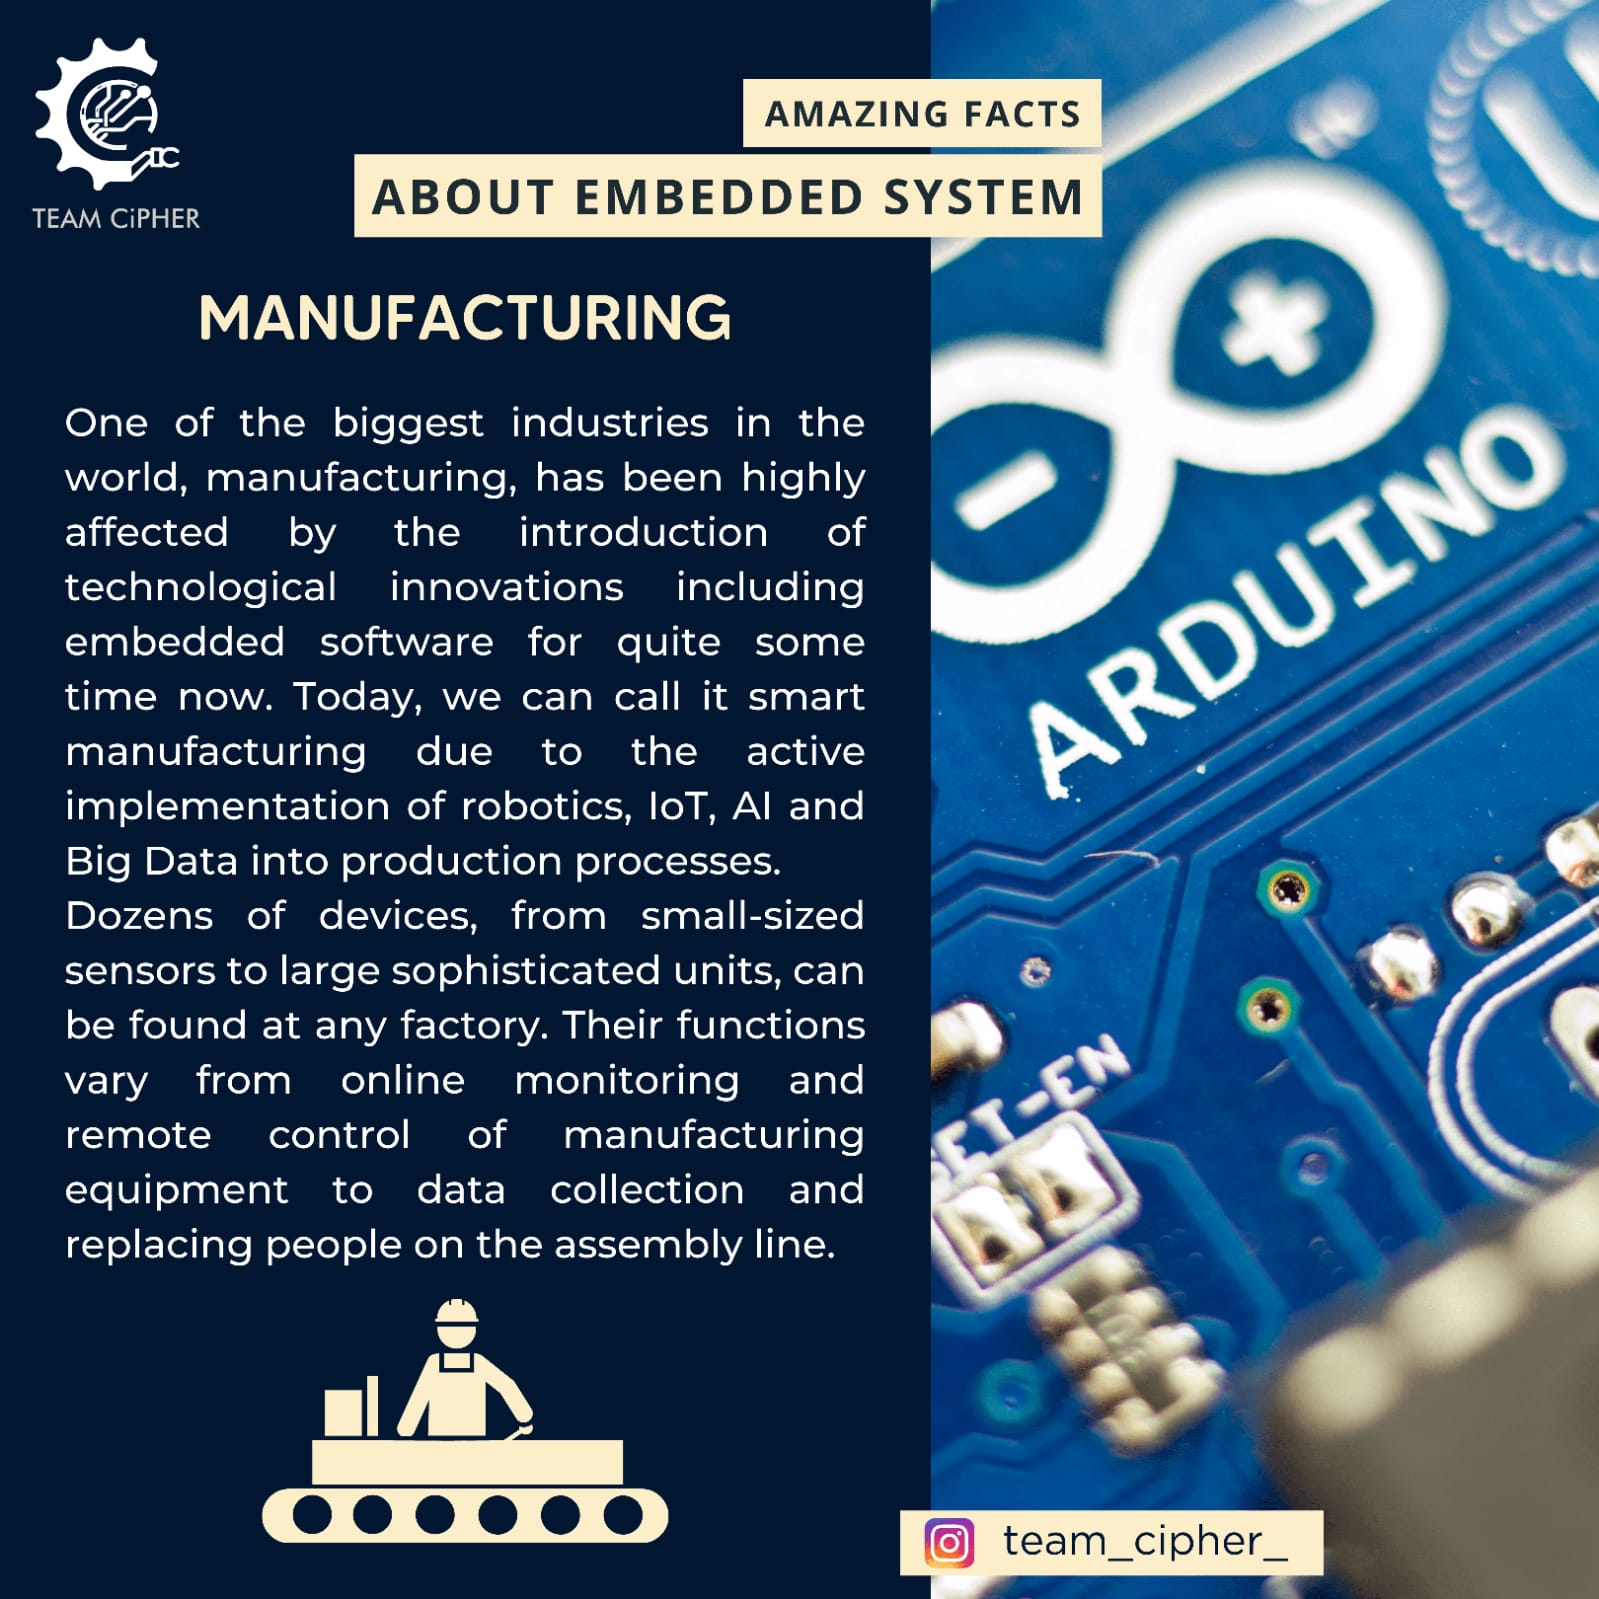 TEAM CiPHER
AMAZING FACTS
ABOUT EMBEDDED SYSTEM
MANUFACTURING
One of the biggest industries in the
world, manufacturing, has been highly
affected by the introduction of
technological innovations including
embedded software for quite some
time now. Today, we can call it smart
manufacturing due to the active
implementation of robotics, IoT, AI and
Big Data into production processes.
Dozens of devices, from small-sized
sensors to large sophisticated units, can
be found at any factory. Their functions
vary from online monitoring and
remote control of manufacturing
equipment to data collection and
replacing people on the assembly line.
ARDUINO
SET-EN
team_cipher_